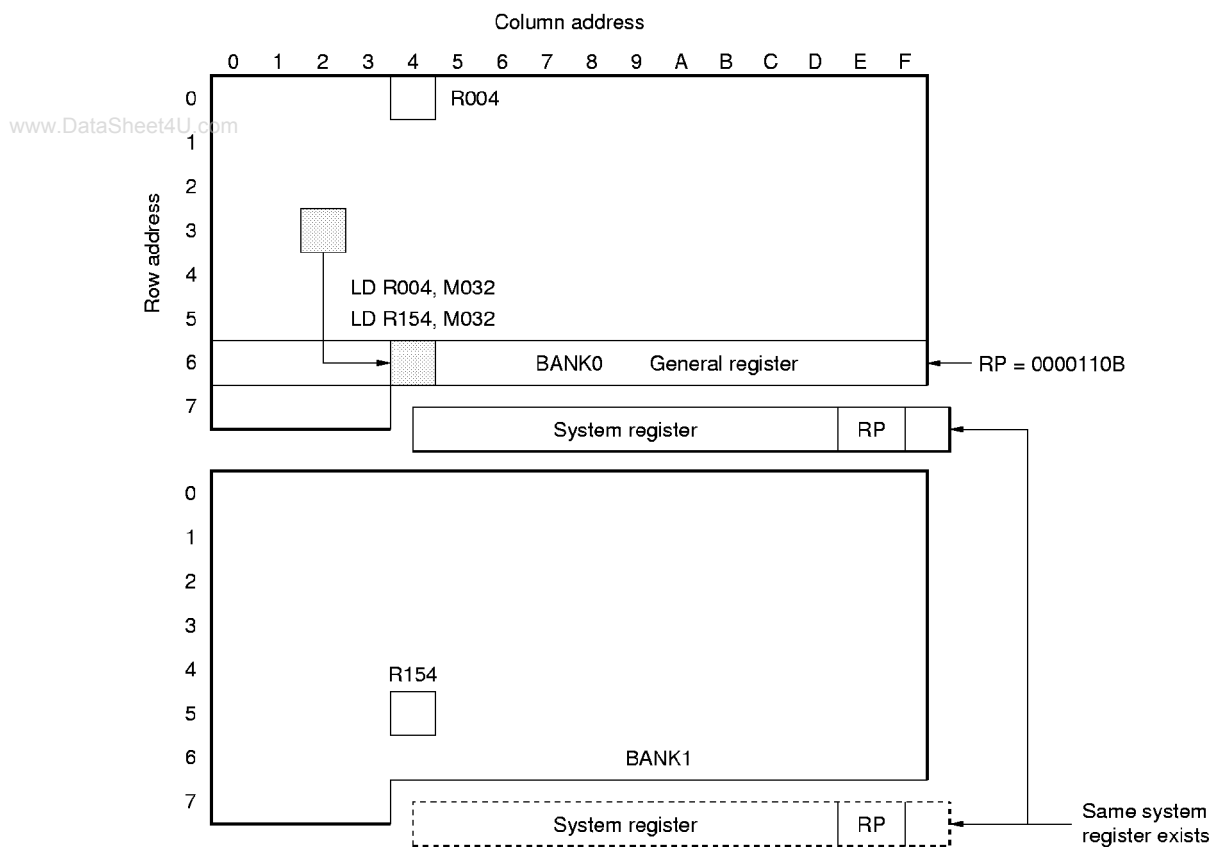 Column address
0 1 2 3 4 5 6 7 8 9 A B C D E F
0 R004
www.DataSheet4U.com
1
2
Row address
3
4 LD R004, M032
5 LD R154, M032
6 BANK0 General register RP = 0000110B
7
System register RP
0
1
2
3
4 R154
5
6 BANK1
7
System register RP
Same system
register exists